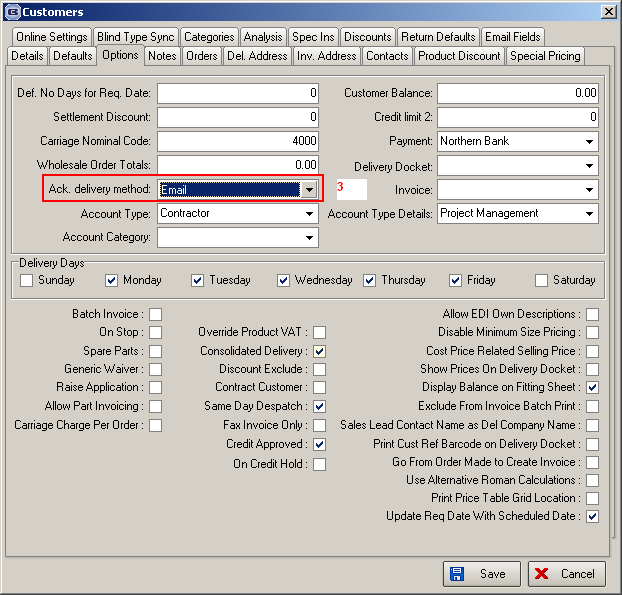 Customers
Online Settings Blind Type Sync Categories Analysis Spec Ins Discounts Return Defaults Email Fields
Details Defaults Options Notes Orders Del. Address Inv. Address Contacts Product Discount Special Pricing
Def. No Days for Req. Date: 0 Customer Balance: 0.00
Settlement Discount: 0 Credit limit 2: 0
Carriage Nominal Code: 4000 Payment: Northern Bank
Wholesale Order Totals: 0.00 Delivery Docket:
Ack. delivery method: Email 3 Invoice:
Account Type: Contractor Account Type Details: Project Management
Account Category:
Delivery Days
Sunday Monday Tuesday Wednesday Thursday Friday Saturday
Batch Invoice : Allow EDI Own Descriptions :
On Stop : Override Product VAT : Disable Minimum Size Pricing :
Spare Parts : Consolidated Delivery : Cost Price Related Selling Price :
Generic Waiver : Discount Exclude : Show Prices On Delivery Docket :
Raise Application : Contract Customer : Display Balance on Fitting Sheet :
Allow Part Invoicing : Same Day Despatch : Exclude From Invoice Batch Print :
Carriage Charge Per Order : Fax Invoice Only : Sales Lead Contact Name as Del Company Name :
Credit Approved : Print Cust Ref Barcode on Delivery Docket :
On Credit Hold : Go From Order Made to Create Invoice :
Use Alternative Roman Calculations :
Print Price Table Grid Location :
Update Req Date With Scheduled Date :
Save Cancel